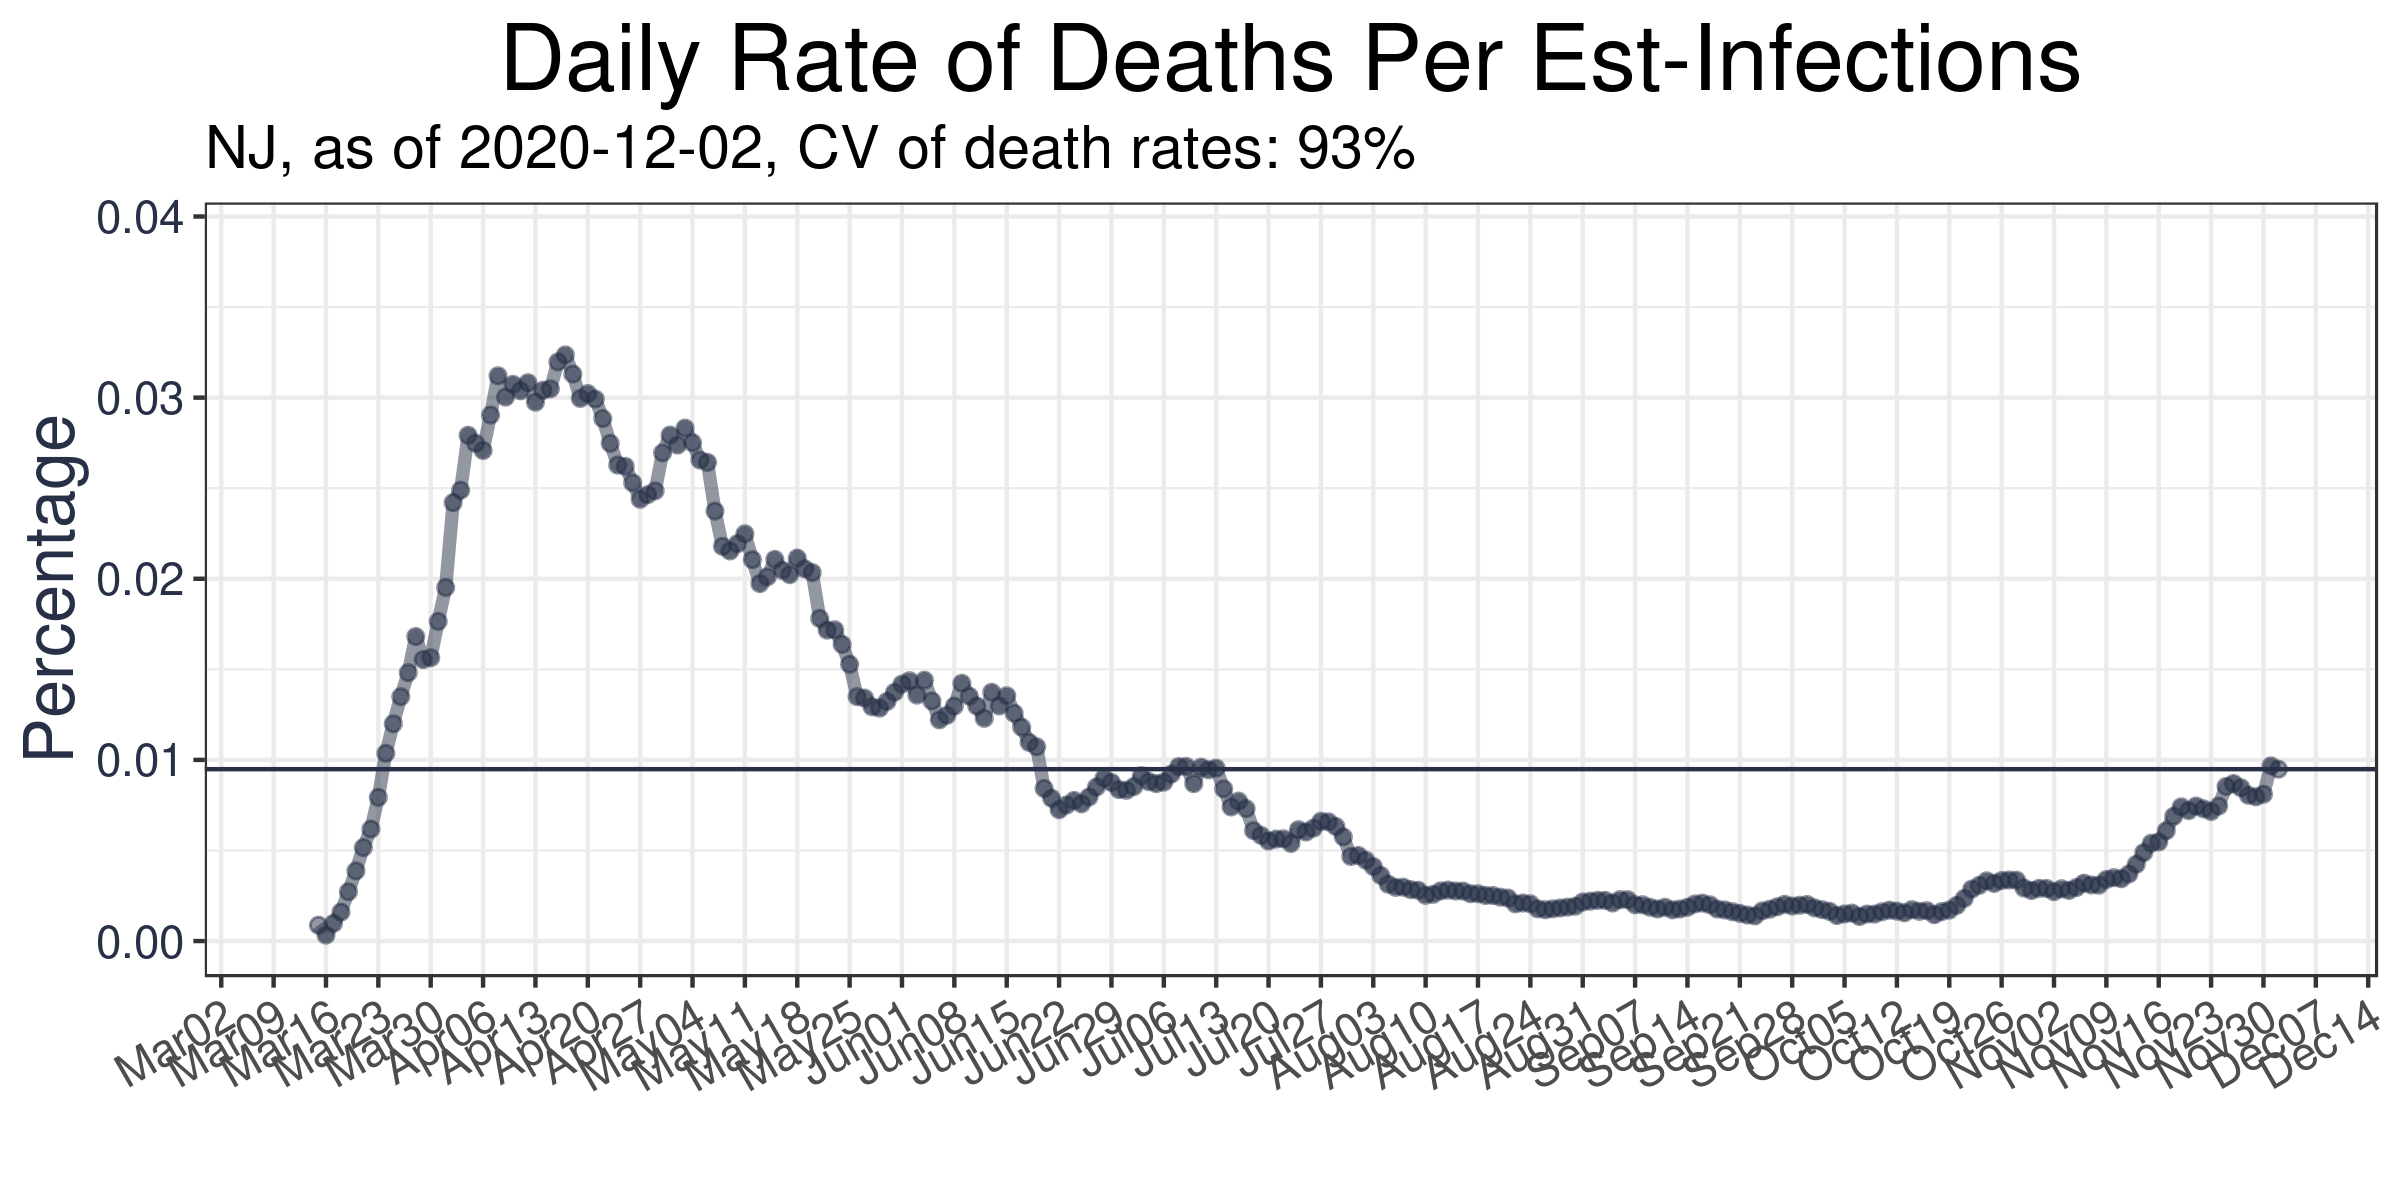 Daily Rate of Deaths Per Est-Infections
NJ, as of 2020-12-02, CV of death rates: 93%
Percentage
0.04
0.03
0.02
0.01
0.00
Mar02
Mar09
Mar16
Mar23
Mar30
Apr06
Apr13
Apr20
Apr27
May04
May11
May18
May25
Jun01
Jun08
Jun15
Jun22
Jun29
Jul06
Jul13
Jul20
Jul27
Aug03
Aug10
Aug17
Aug24
Aug31
Sep07
Sep14
Sep21
Sep28
Oct05
Oct12
Oct19
Oct26
Nov02
Nov09
Nov16
Nov23
Nov30
Dec07
Dec14